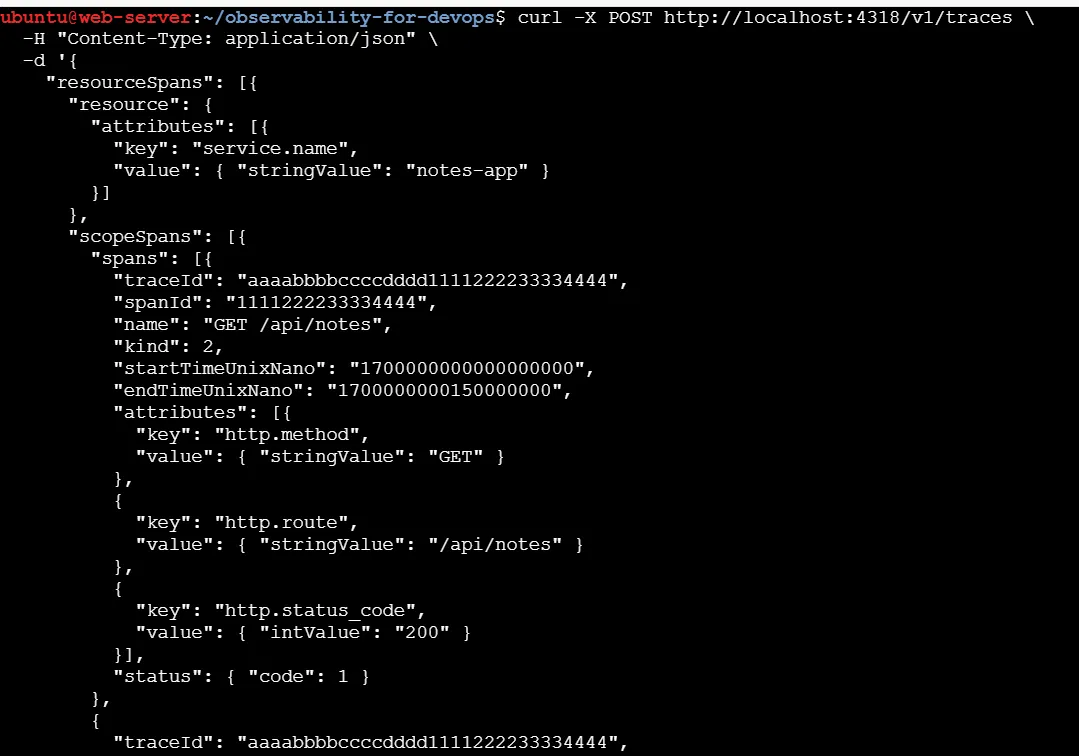 ubuntu@web-server:~/observability-for-devops$ curl -X POST http://localhost:4318/v1/traces \
  -H "Content-Type: application/json" \
  -d '{
    "resourceSpans": [{
      "resource": {
        "attributes": [{
          "key": "service.name",
          "value": { "stringValue": "notes-app" }
        }]
      },
      "scopeSpans": [{
        "spans": [{
          "traceId": "aaaabbbbccccdddd1111222233334444",
          "spanId": "1111222233334444",
          "name": "GET /api/notes",
          "kind": 2,
          "startTimeUnixNano": "1700000000000000000",
          "endTimeUnixNano": "1700000000150000000",
          "attributes": [{
            "key": "http.method",
            "value": { "stringValue": "GET" }
          },
          {
            "key": "http.route",
            "value": { "stringValue": "/api/notes" }
          },
          {
            "key": "http.status_code",
            "value": { "intValue": "200" }
          }],
          "status": { "code": 1 }
        },
        {
          "traceId": "aaaabbbbccccdddd1111222233334444",